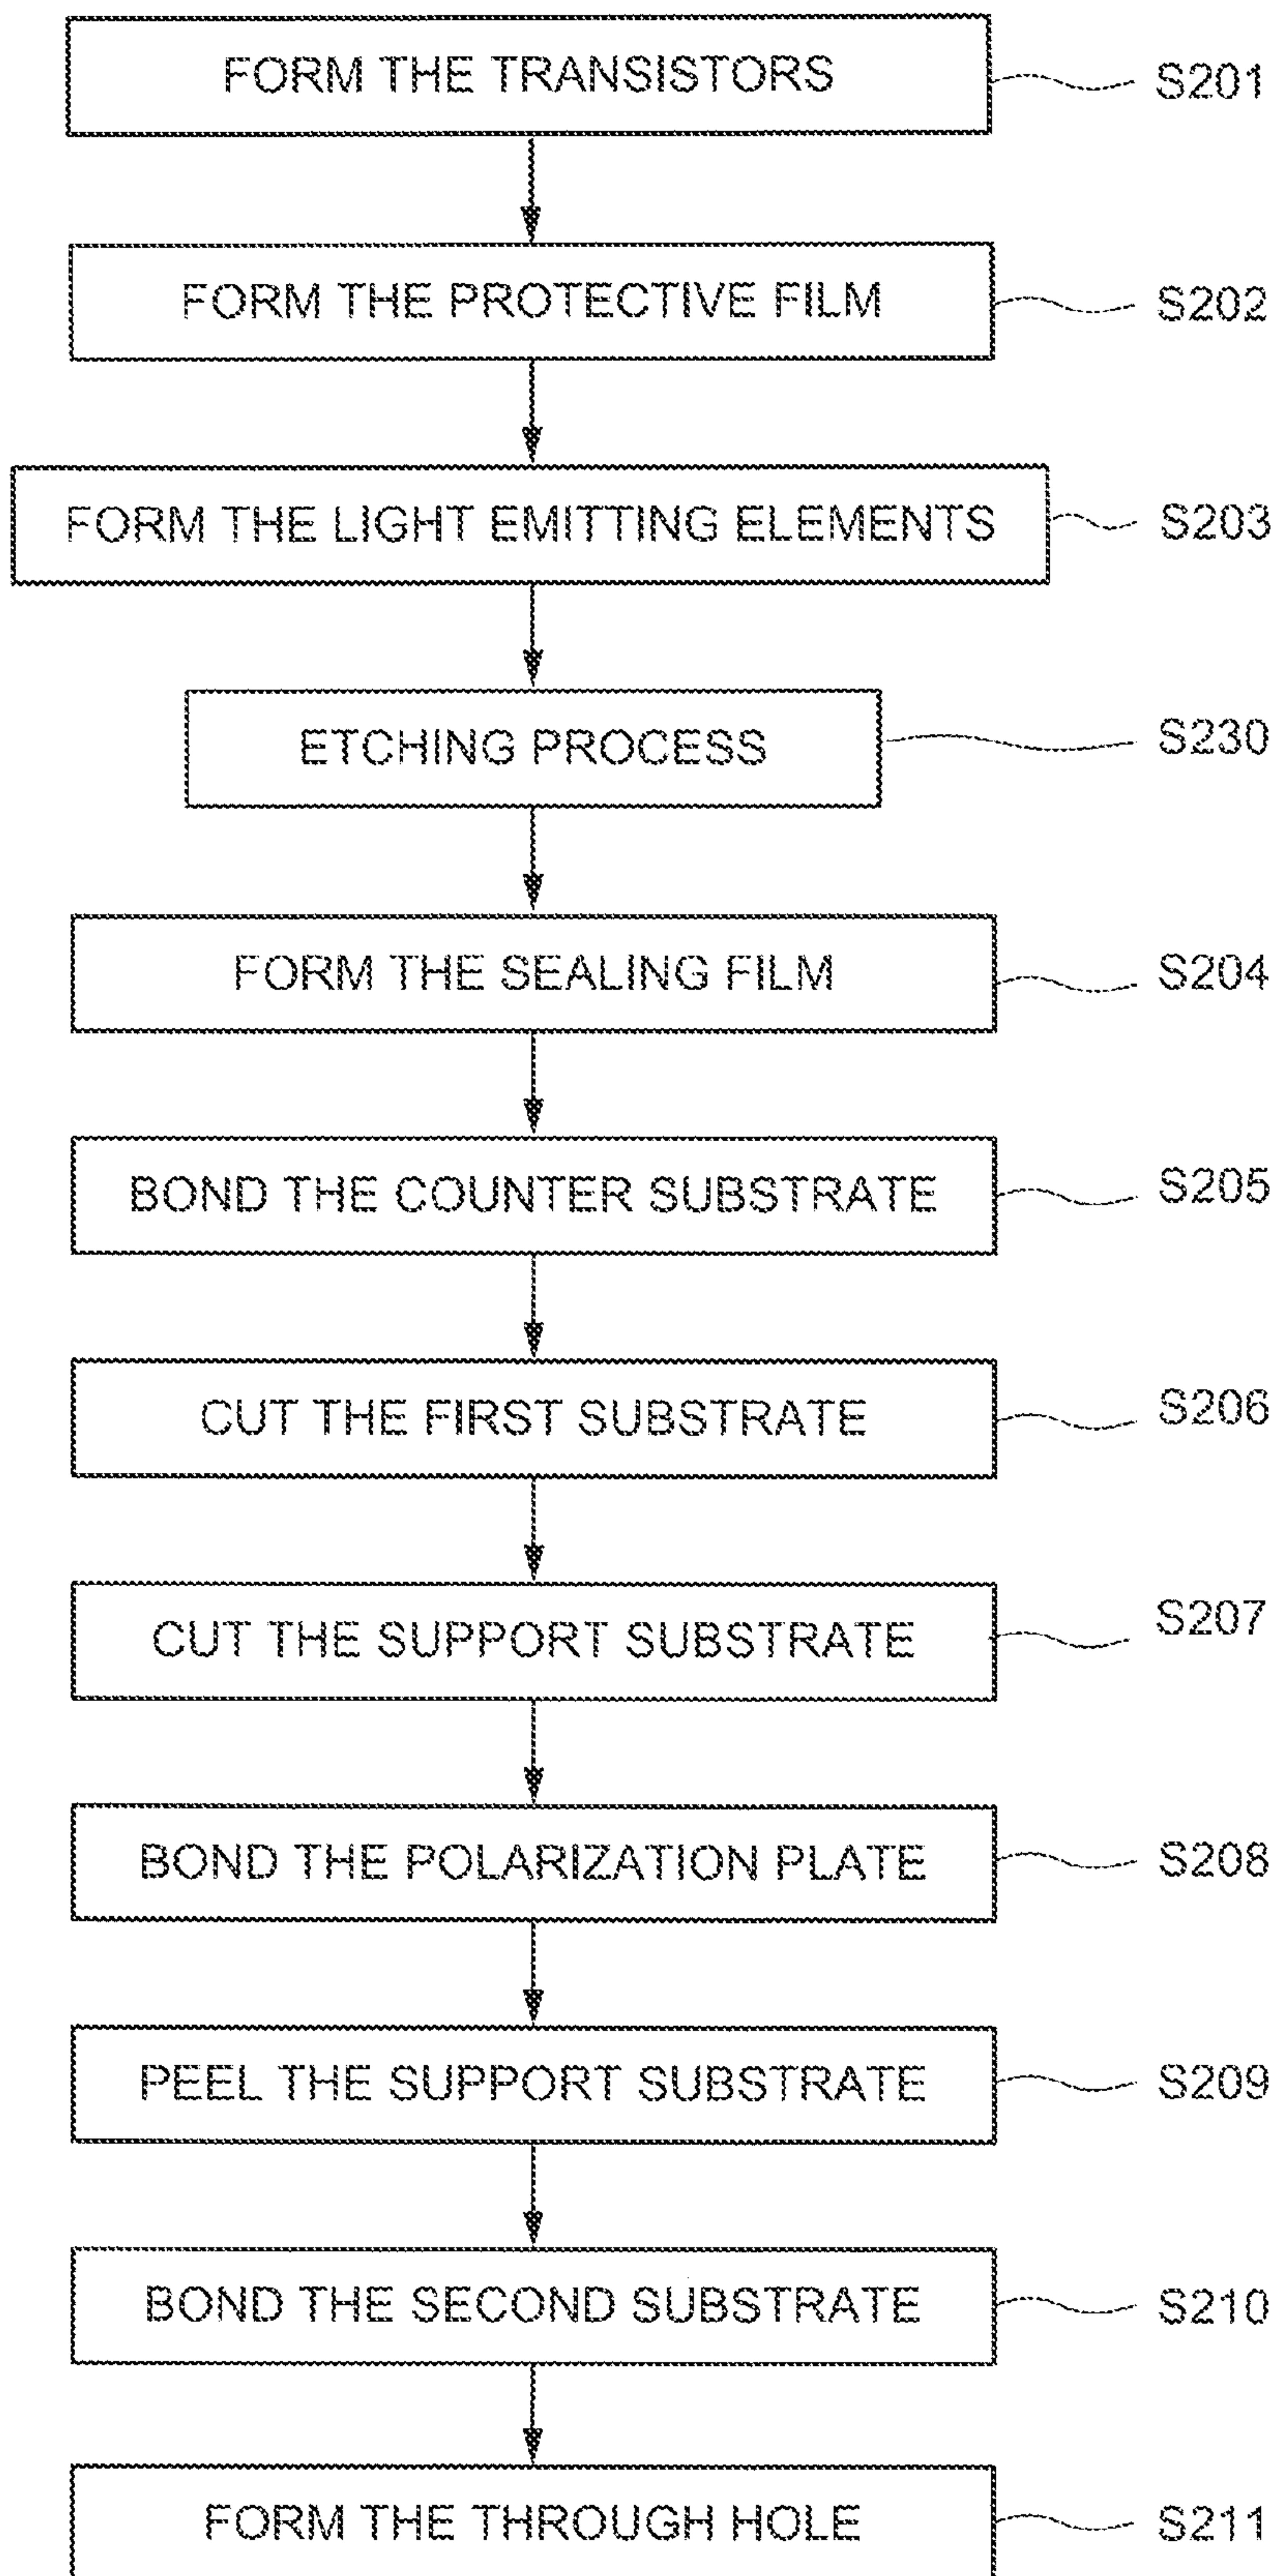 FORM THE TRANSISTORS S201
FORM THE PROTECTIVE FILM S202
FORM THE LIGHT EMITTING ELEMENTS S203
ETCHING PROCESS S230
FORM THE SEALING FILM S204
BOND THE COUNTER SUBSTRATE S205
CUT THE FIRST SUBSTRATE S206
CUT THE SUPPORT SUBSTRATE S207
BOND THE POLARIZATION PLATE S208
PEEL THE SUPPORT SUBSTRATE S209
BOND THE SECOND SUBSTRATE S210
FORM THE THROUGH HOLE S211